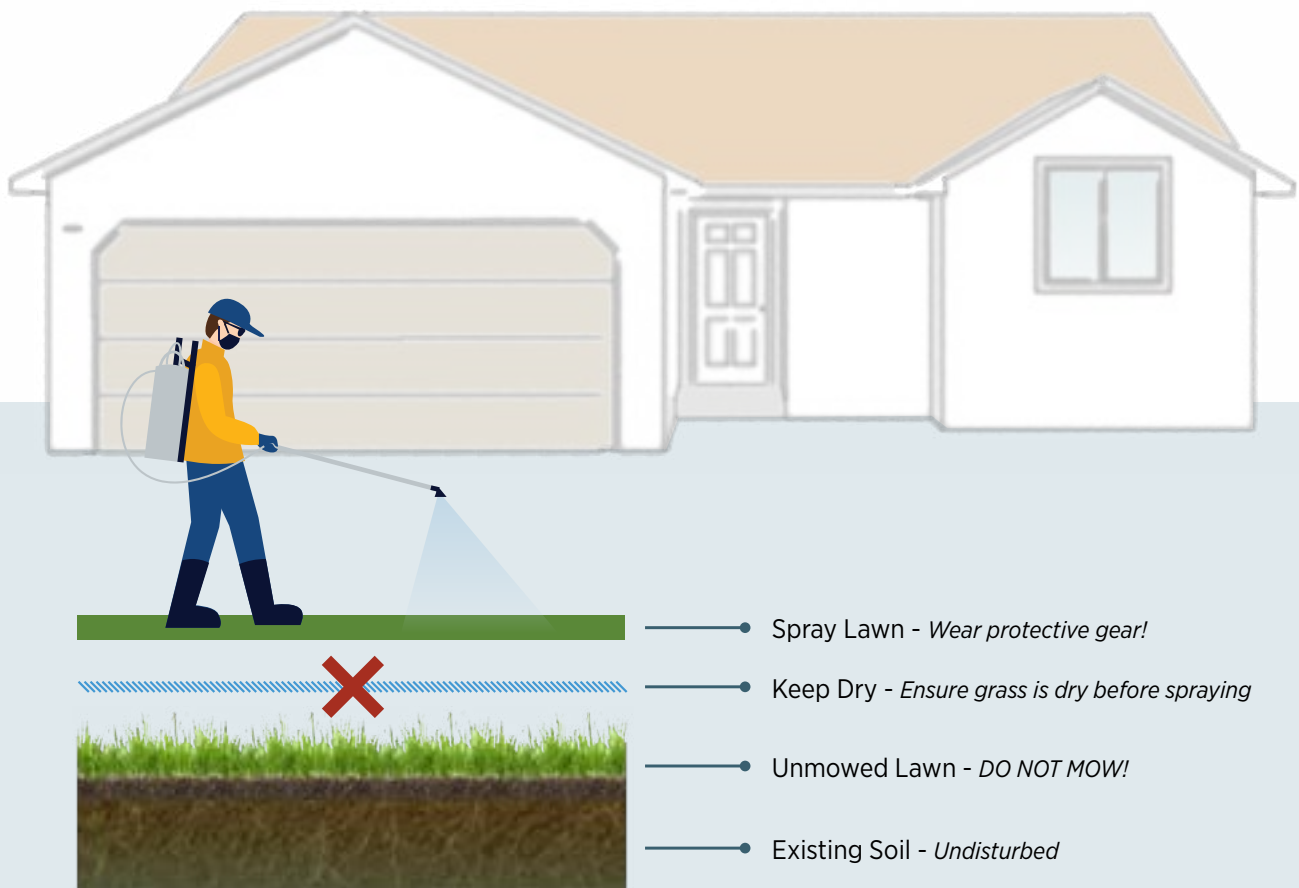 Spray Lawn - Wear protective gear!
Keep Dry - Ensure grass is dry before spraying
Unmowed Lawn - DO NOT MOW!
Existing Soil - Undisturbed